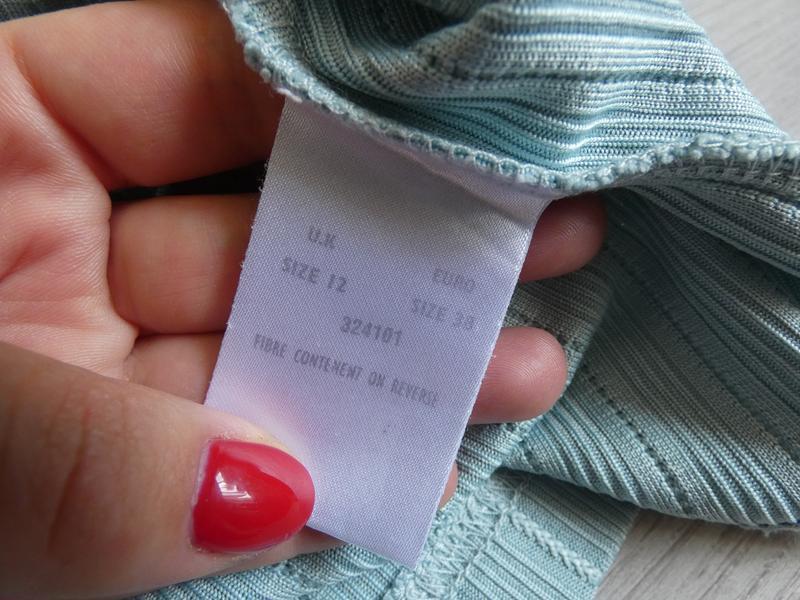 U.K EURO
SIZE 12 SIZE 38
324101
FIBRE CONTENENT ON REVERSE